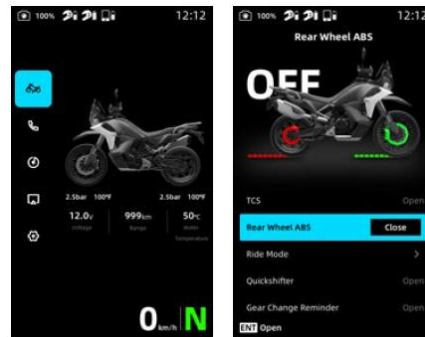 100%
12:12
2.5bar 100°F
2.5bar 100°F
12.0v
999km
50°c
Voltage
Range
Water
Temperature
0 km/h N
100%
12:12
Rear Wheel ABS
OFF
TCS
Open
Rear Wheel ABS
Close
Ride Mode
Quickshifter
Open
Gear Change Reminder
Open
ENT Open